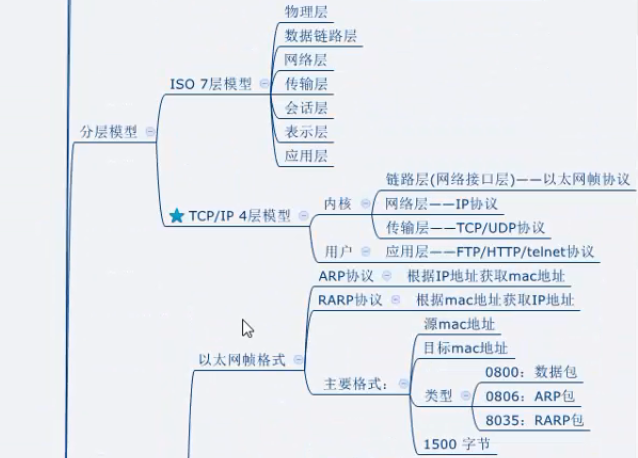 物理层
数据链路层
网络层
ISO 7层模型
传输层
会话层
分层模型
表示层
应用层
链路层(网络接口层)——以太网帧协议
内核
网络层——IP协议
TCP/IP 4层模型
传输层——TCP/UDP协议
用户
应用层——FTP/HTTP/telnet协议
ARP协议
根据IP地址获取mac地址
RARP协议
根据mac地址获取IP地址
源mac地址
目标mac地址
以太网帧格式
主要格式:
0800: 数据包
类型
0806: ARP包
8035: RARP包
1500 字节